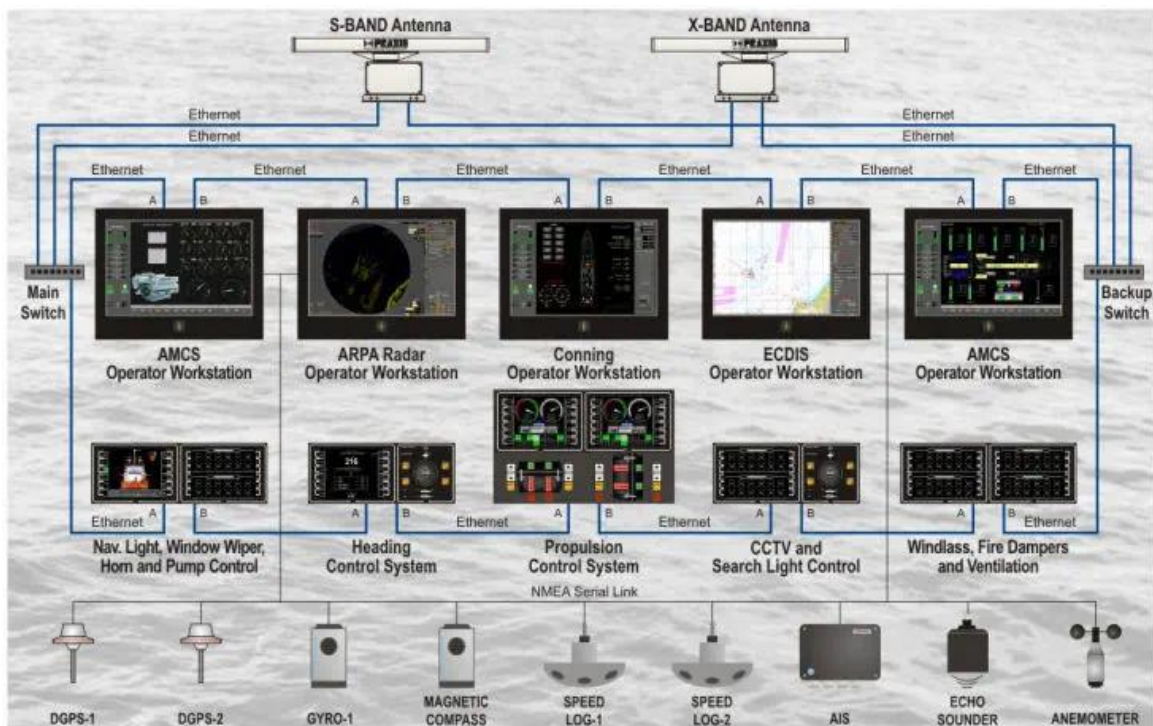 S-BAND Antenna X-BAND Antenna
PRAXIS PRAXIS
Ethernet Ethernet
Ethernet Ethernet
Ethernet Ethernet Ethernet Ethernet Ethernet Ethernet
A B A B A B A B A B
Main
Switch
Backup
Switch
AMCS
Operator Workstation
ARPA Radar
Operator Workstation
Conning
Operator Workstation
ECDIS
Operator Workstation
AMCS
Operator Workstation
216
A B A B A B A B A B
Ethernet Ethernet Ethernet Ethernet Ethernet Ethernet
Nav. Light, Window Wiper,
Horn and Pump Control
Heading
Control System
Propulsion
Control System
CCTV and
Search Light Control
Windlass, Fire Dampers
and Ventilation
NMEA Serial Link
DGPS-1
DGPS-2
GYRO-1
MAGNETIC
COMPASS
SPEED
LOG-1
SPEED
LOG-2
AIS
ECHO
SOUNDER
ANEMOMETER